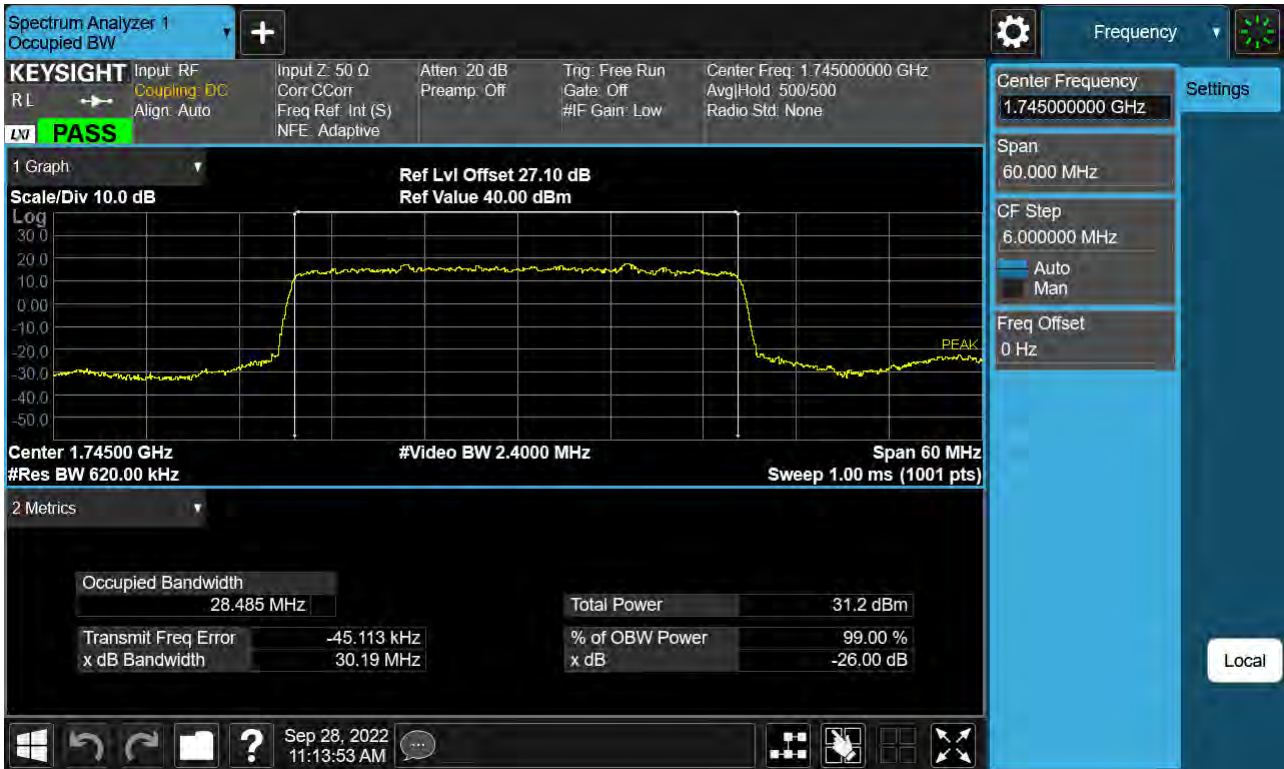 Spectrum Analyzer 1
Occupied BW
+
Frequency
KEYSIGHT
R L
LXI
PASS
Input: RF
Coupling: DC
Align: Auto
Input Z: 50 Ω
Corr CCorr
Freq Ref: Int (S)
NFE: Adaptive
Atten: 20 dB
Preamp: Off
Trig: Free Run
Gate: Off
#IF Gain: Low
Center Freq: 1.745000000 GHz
Avg|Hold: 500/500
Radio Std: None
Center Frequency
1.745000000 GHz
Settings
Span
60.000 MHz
CF Step
6.000000 MHz
Auto
Man
Freq Offset
0 Hz
Local
1 Graph
Scale/Div 10.0 dB
Ref Lvl Offset 27.10 dB
Ref Value 40.00 dBm
Log
30.0
20.0
10.0
0.00
-10.0
-20.0
-30.0
-40.0
-50.0
PEAK
Center 1.74500 GHz
#Video BW 2.4000 MHz
Span 60 MHz
#Res BW 620.00 kHz
Sweep 1.00 ms (1001 pts)
2 Metrics
Occupied Bandwidth
28.485 MHz
Total Power 31.2 dBm
Transmit Freq Error -45.113 kHz
% of OBW Power 99.00 %
x dB Bandwidth 30.19 MHz
x dB -26.00 dB
?
Sep 28, 2022
11:13:53 AM